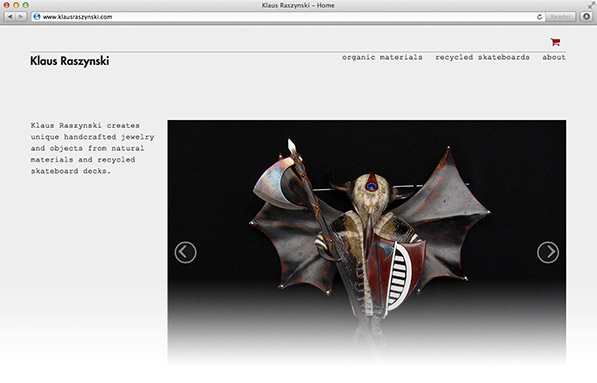 Klaus Raszynski – Home
www.klausraszynski.com
Reader
Klaus Raszynski
organic materials recycled skateboards about
Klaus Raszynski creates
unique handcrafted jewelry
and objects from natural
materials and recycled
skateboard decks.